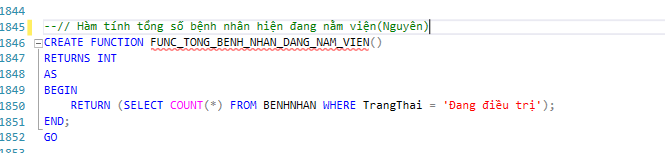 1844
1845 --// Hàm tính tổng số bệnh nhân hiện đang nằm viện(Nguyên)
1846 CREATE FUNCTION FUNC_TONG_BENH_NHAN_DANG_NAM_VIEN()
1847 RETURNS INT
1848 AS
1849 BEGIN
1850 RETURN (SELECT COUNT(*) FROM BENHNHAN WHERE TrangThai = 'Đang điều trị');
1851 END;
1852 GO
1853